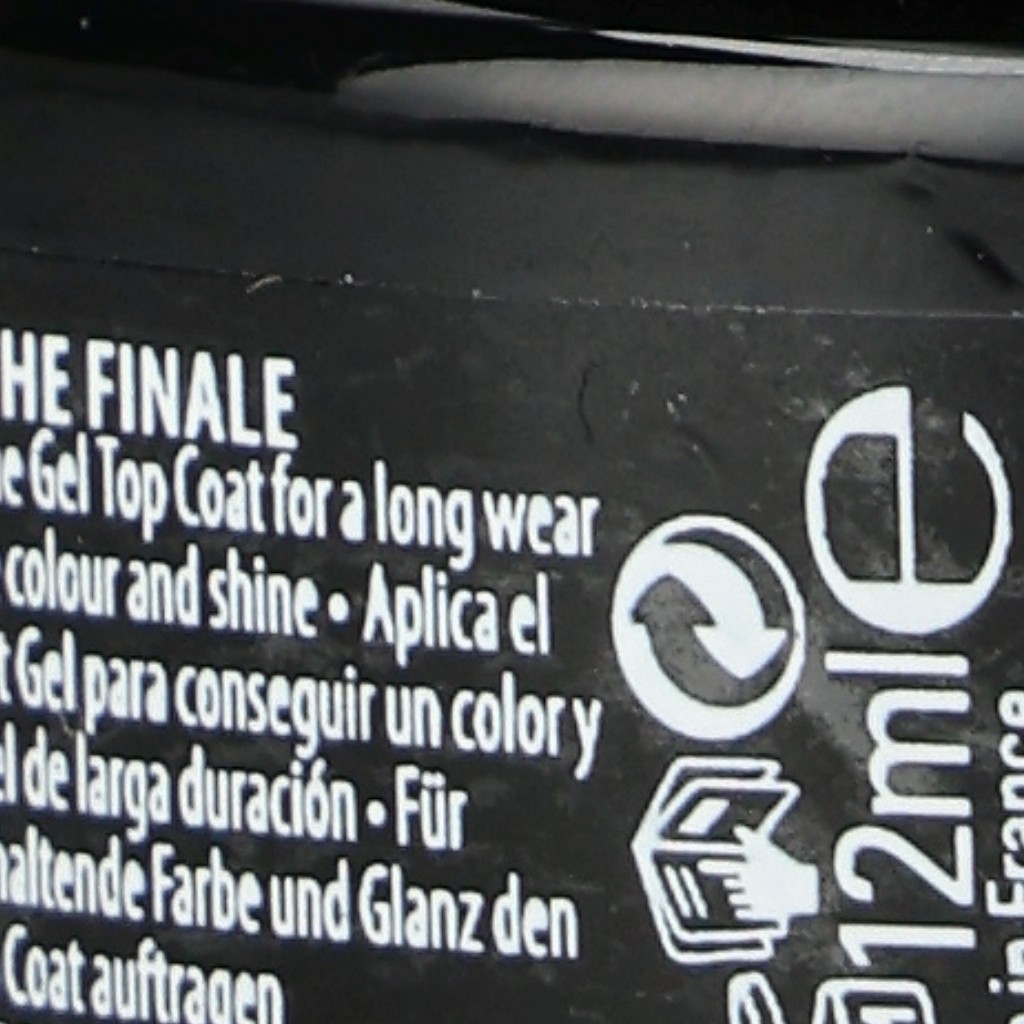 HE FINALE
Gel Top Coat for a long wear
colour and shine • Aplica el
Gel para conseguir un color y
de larga duración • Für
haltende Farbe und Glanz den
Coat auftragen
12ml e
in France